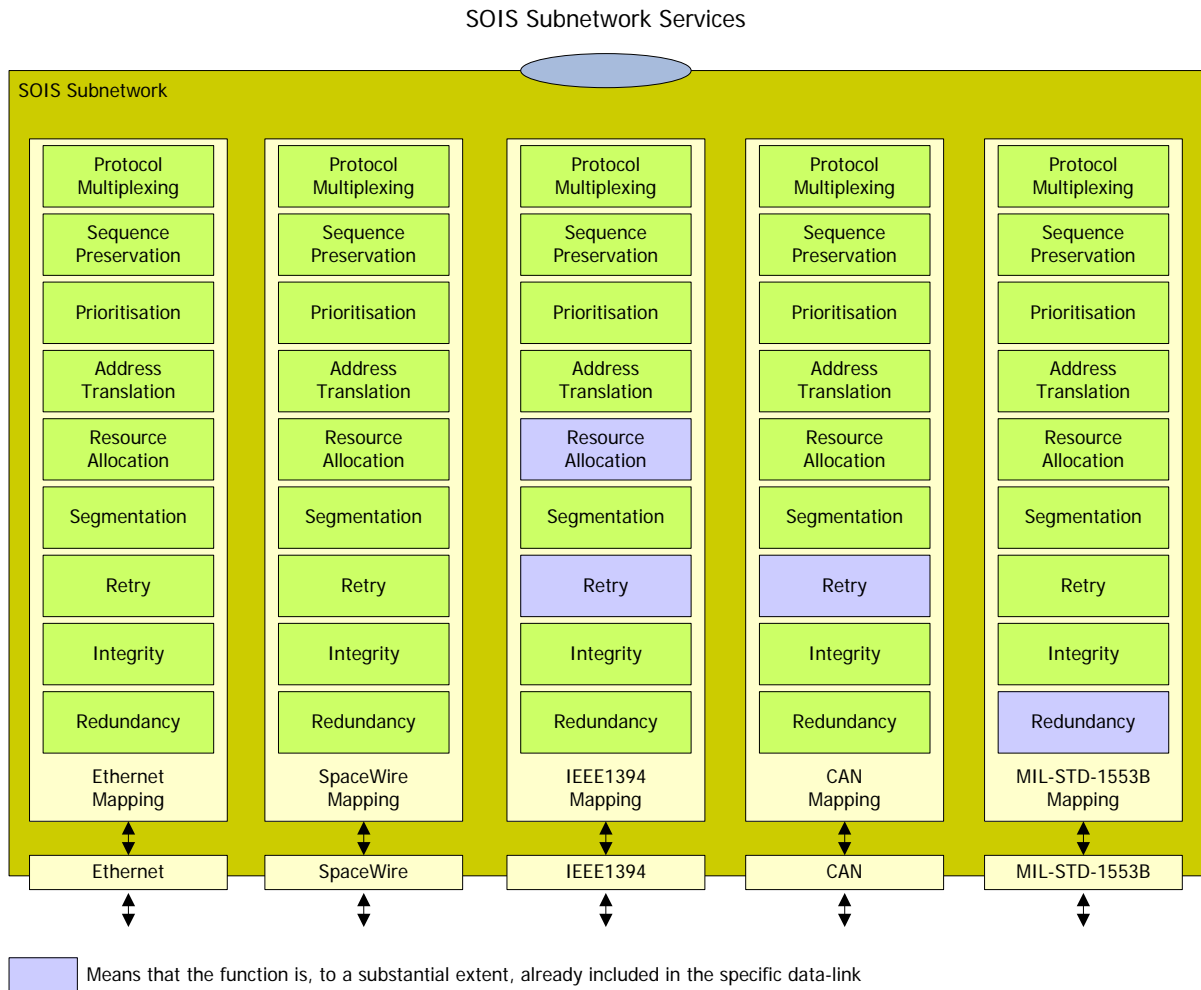 SOIS Subnetwork Services
SOIS Subnetwork
Protocol
Multiplexing
Sequence
Preservation
Prioritisation
Address
Translation
Resource
Allocation
Segmentation
Retry
Integrity
Redundancy
Ethernet
Mapping
Ethernet
Protocol
Multiplexing
Sequence
Preservation
Prioritisation
Address
Translation
Resource
Allocation
Segmentation
Retry
Integrity
Redundancy
SpaceWire
Mapping
SpaceWire
Protocol
Multiplexing
Sequence
Preservation
Prioritisation
Address
Translation
Resource
Allocation
Segmentation
Retry
Integrity
Redundancy
IEEE1394
Mapping
IEEE1394
Protocol
Multiplexing
Sequence
Preservation
Prioritisation
Address
Translation
Resource
Allocation
Segmentation
Retry
Integrity
Redundancy
CAN
Mapping
CAN
Protocol
Multiplexing
Sequence
Preservation
Prioritisation
Address
Translation
Resource
Allocation
Segmentation
Retry
Integrity
Redundancy
MIL-STD-1553B
Mapping
MIL-STD-1553B
Means that the function is, to a substantial extent, already included in the specific data-link